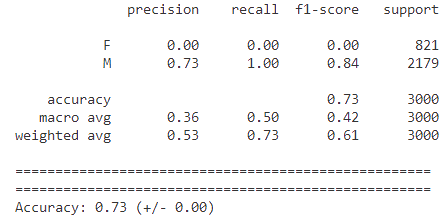 precision recall f1-score support
F 0.00 0.00 0.00 821
M 0.73 1.00 0.84 2179
accuracy 0.73 3000
macro avg 0.36 0.50 0.42 3000
weighted avg 0.53 0.73 0.61 3000
====================================================
====================================================
Accuracy: 0.73 (+/- 0.00)